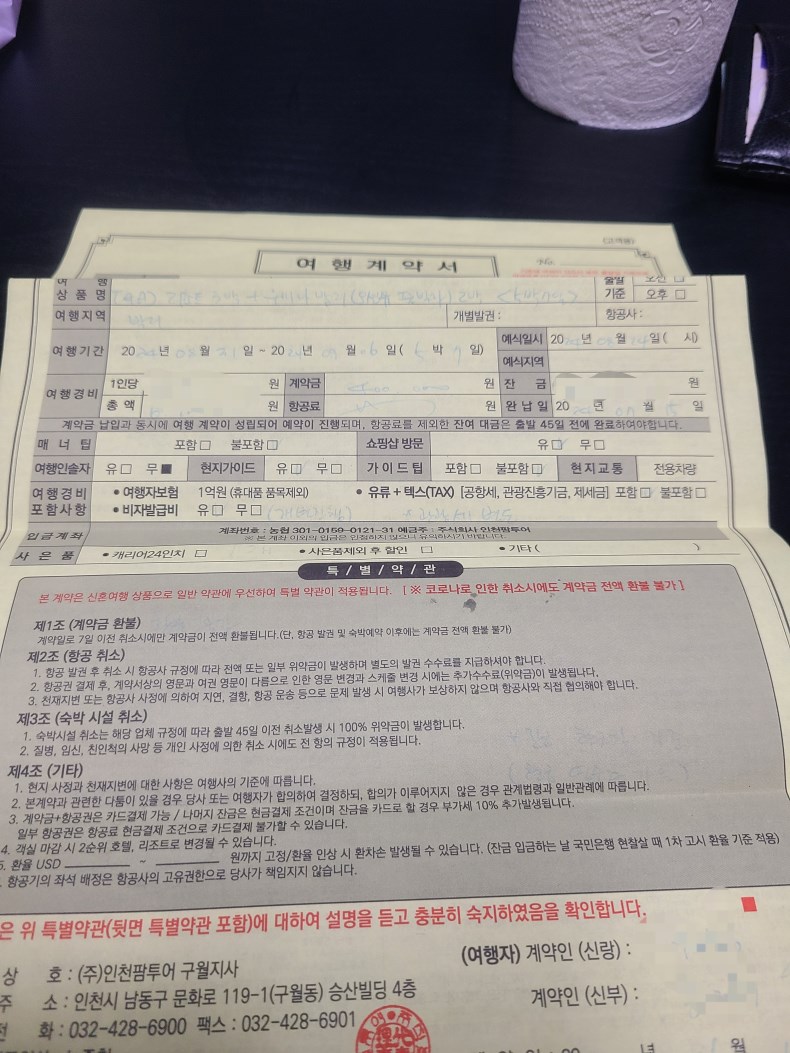 (고객용)
여 행 계 약 서
여 행
상 품 명
출발
기준
오전 □
오후 □
여행지역
개별발권 :
항공사 :
여행기간
20 년 월 일 ~ 20 년 월 일( 박 일)
예식일시
20 년 월 일( 시)
예식지역
여행경비
1인당
원
계약금
원
잔 금
원
총 액
원
항공료
원
완 납 일
20 년 월 일
계약금 납입과 동시에 여행 계약이 성립되어 예약이 진행되며, 항공료를 제외한 잔여 대금은 출발 45일 전에 완료하여야합니다.
매 너 팁
포함 □ 불포함 □
쇼핑샵 방문
유 □ 무 □
여행인솔자
유 □ 무 ■
현지가이드
유 □ 무 □
가 이 드 팁
포함 □ 불포함 □
현지교통
전용차량
여행경비
포함사항
• 여행자보험 1억원 (휴대품 품목제외)
• 유류 + 텍스(TAX) [공항세, 관광진흥기금, 제세금] 포함 □ 불포함 □
• 비자발급비 유 □ 무 □
입금계좌
계좌번호 : 농협 301-0159-0121-31 예금주 : 주식회사 인천팜투어
※ 본 계좌 이외의 입금은 인정하지 않으니 유의하시기 바랍니다.
사 은 품
• 캐리어24인치 □
• 사은품제외 후 할인 □
• 기타 ( )
특 / 별 / 약 / 관
본 계약은 신혼여행 상품으로 일반 약관에 우선하여 특별 약관이 적용됩니다. [ ※ 코로나로 인한 취소시에도 계약금 전액 환불 불가 ]
제1조 (계약금 환불)
계약일로 7일 이전 취소시에만 계약금이 전액 환불됩니다.(단, 항공 발권 및 숙박예약 이후에는 계약금 전액 환불 불가)
제2조 (항공 취소)
1. 항공 발권 후 취소 시 항공사 규정에 따라 전액 또는 일부 위약금이 발생하며 별도의 발권 수수료를 지급하셔야 합니다.
2. 항공권 결제 후, 계약서상의 영문과 여권 영문이 다름으로 인한 영문 변경과 스케줄 변경 시에는 추가수수료(위약금)이 발생됩니다.
3. 천재지변 또는 항공사 사정에 의하여 지연, 결항, 항공 운송 등으로 문제 발생 시 여행사가 보상하지 않으며 항공사와 직접 협의해야 합니다.
제3조 (숙박 시설 취소)
1. 숙박시설 취소는 해당 업체 규정에 따라 출발 45일 이전 취소발생 시 100% 위약금이 발생합니다.
2. 질병, 임신, 친인척의 사망 등 개인 사정에 의한 취소 시에도 전 항의 규정이 적용됩니다.
제4조 (기타)
1. 현지 사정과 천재지변에 대한 사항은 여행사의 기준에 따릅니다.
2. 본계약과 관련한 다툼이 있을 경우 당사 또는 여행자가 합의하여 결정하되, 합의가 이루어지지 않은 경우 관계법령과 일반관례에 따릅니다.
3. 계약금+항공권은 카드결제 가능 / 나머지 잔금은 현금결제 조건이며 잔금을 카드로 할 경우 부가세 10% 추가발생됩니다.
일부 항공권은 항공료 현금결제 조건으로 카드결제 불가할 수 있습니다.
4. 객실 마감 시 2순위 호텔, 리조트로 변경될 수 있습니다.
5. 환율 USD ~ 원까지 고정/환율 인상 시 환차손 발생될 수 있습니다. (잔금 입금하는 날 국민은행 현찰살 때 1차 고시 환율 기준 적용)
항공기의 좌석 배정은 항공사의 고유권한으로 당사가 책임지지 않습니다.
은 위 특별약관(뒷면 특별약관 포함)에 대하여 설명을 듣고 충분히 숙지하였음을 확인합니다.
상 호 : (주)인천팜투어 구월지사
(여행자) 계약인 (신랑) :
주 소 : 인천시 남동구 문화로 119-1(구월동) 승산빌딩 4층
계약인 (신부) :
전 화 : 032-428-6900 팩스 : 032-428-6901
년 월